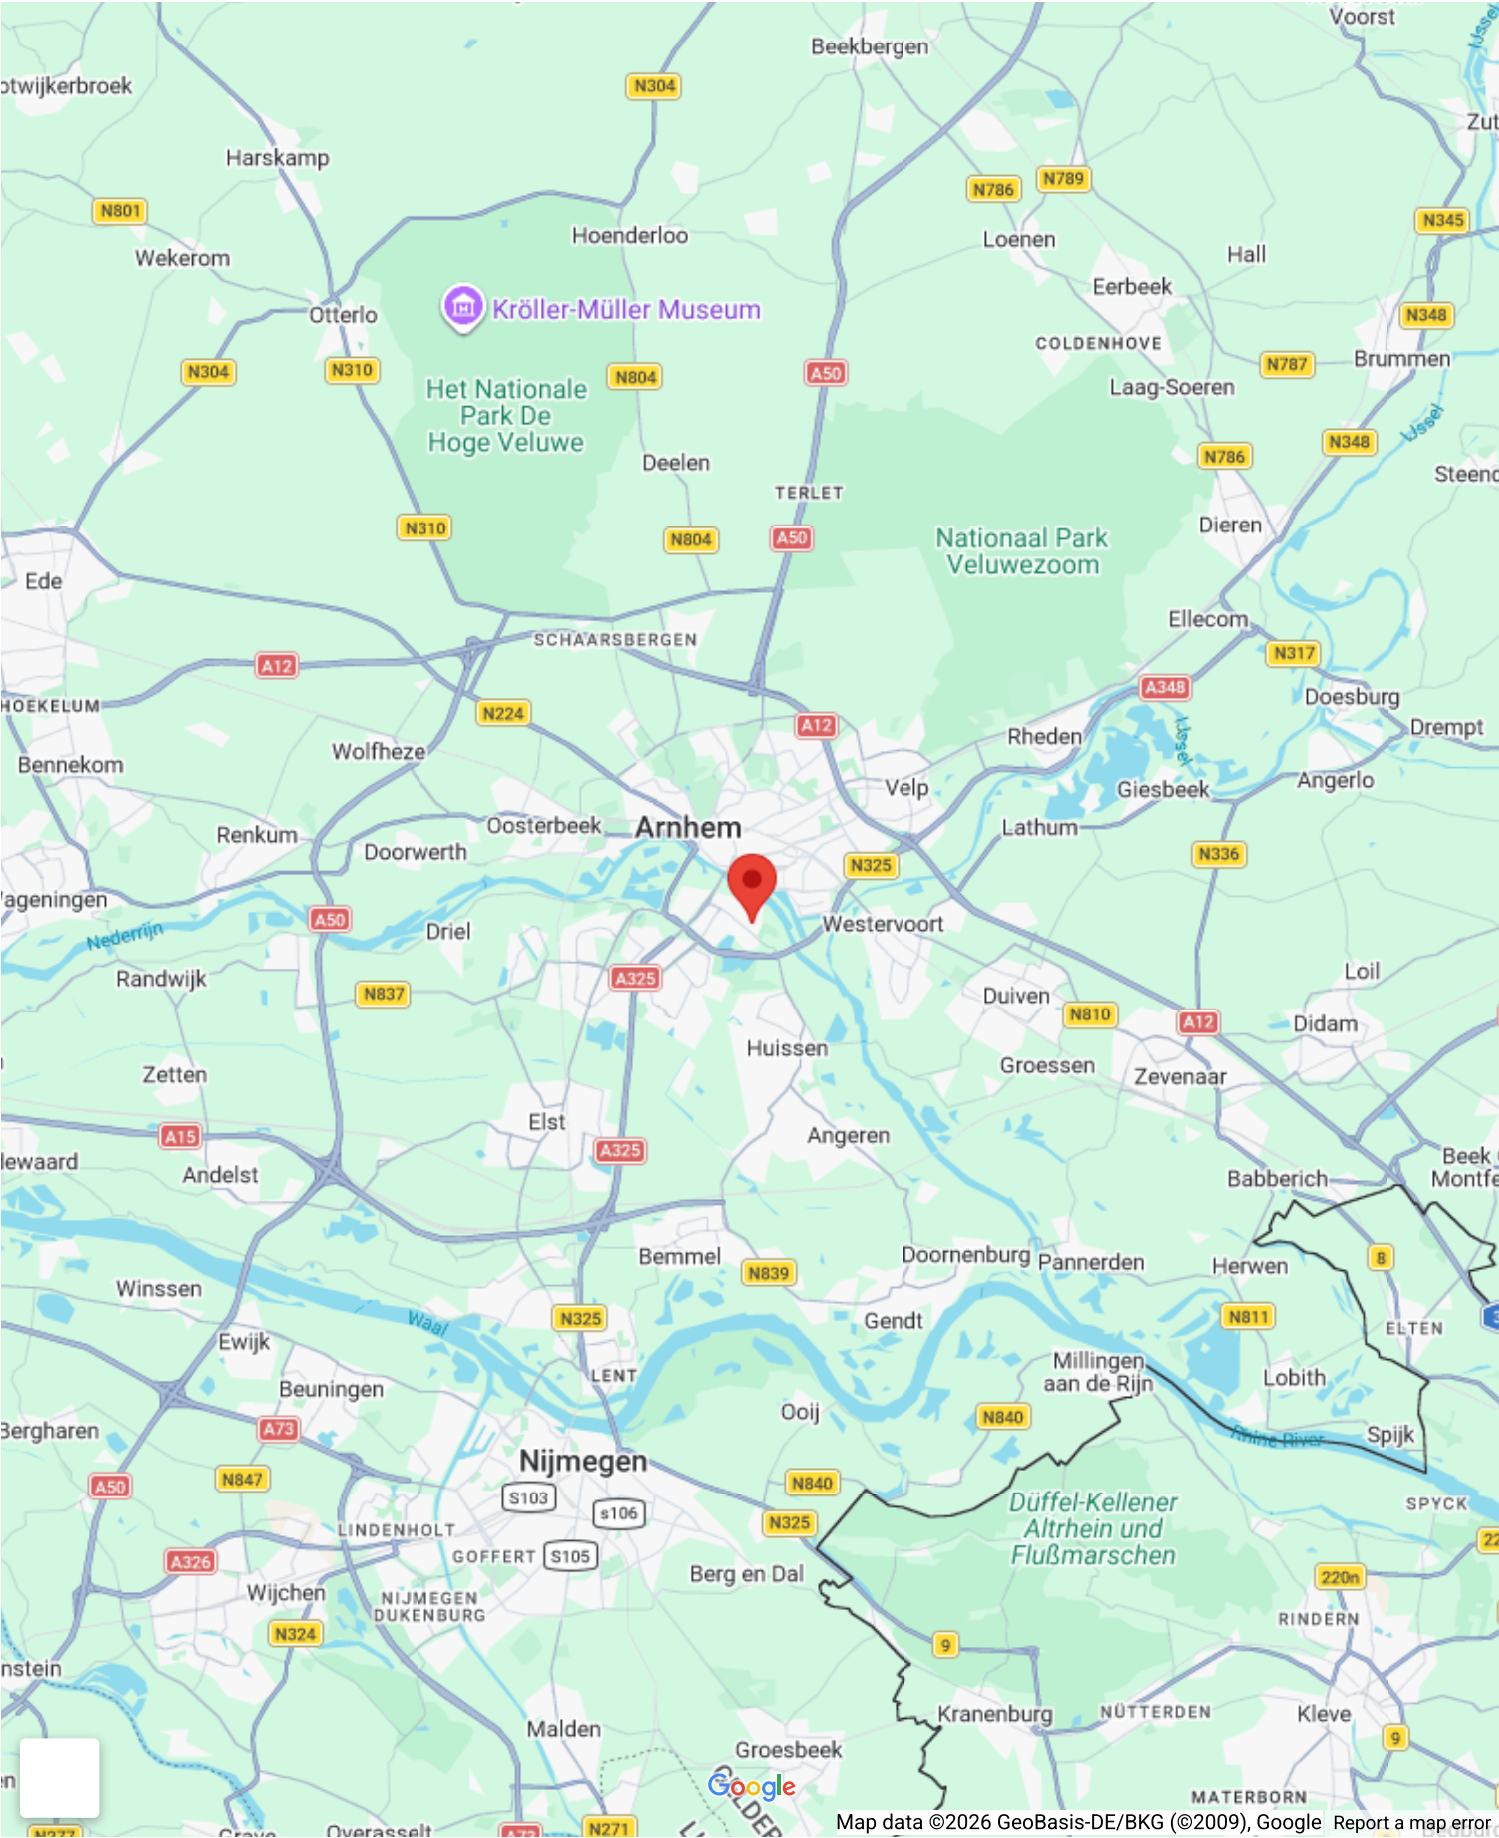 Voorst
IJssel
Beekbergen
otwijkerbroek
N304
Zut
Harskamp
N786
N789
N801
N345
Hoenderloo
Loenen
Hall
Wekerom
Eerbeek
Kröller-Müller Museum
Otterlo
N348
COLDENHOVE
Brummen
N304
N310
N804
A50
N787
Het Nationale
Park De
Hoge Veluwe
Laag-Soeren
IJssel
N348
Deelen
N786
Steend
TERLET
N310
N804
A50
Nationaal Park
Veluwezoom
Dieren
Ede
Ellecom
SCHAARSBERGEN
N317
A12
A348
HOEKELUM
N224
Doesburg
A12
Drempt
Rheden
IJssel
Wolfheze
Bennekom
Velp
Giesbeek
Angerlo
Renkum
Oosterbeek
Arnhem
Lathum
Doorwerth
N325
N336
ageningen
A50
Westervoort
Nederrijn
Driel
Randwijk
A325
Loil
N837
Duiven
N810
A12
Didam
Huissen
Zetten
Groessen
Zevenaar
Elst
A15
Angeren
A325
lewaard
Andelst
Beek
Montfe
Babberich
Bemmel
Doornenburg
Pannerden
Herwen
8
N839
Winssen
Waal
N325
Gendt
N811
ELTEN
Ewijk
LENT
Millingen
aan de Rijn
Beuningen
Lobith
Ooij
N840
Bergharen
A73
Rhine River
Spijk
Nijmegen
N847
A50
S103
N840
s106
N325
Düffel-Kellener
Altrhein und
Flußmarschen
SPYCK
LINDENHOLT
GOFFERT
S105
A326
22
Berg en Dal
220n
Wijchen
NIJMEGEN
DUKENBURG
RINDERN
N324
9
nstein
Kranenburg
NÜTTERDEN
Kleve
Malden
9
Groesbeek
en
Google
MATERBORN
Map data ©2026 GeoBasis-DE/BKG (©2009), Google
Report a map error
N271
Overasselt
A73
N277
Grave